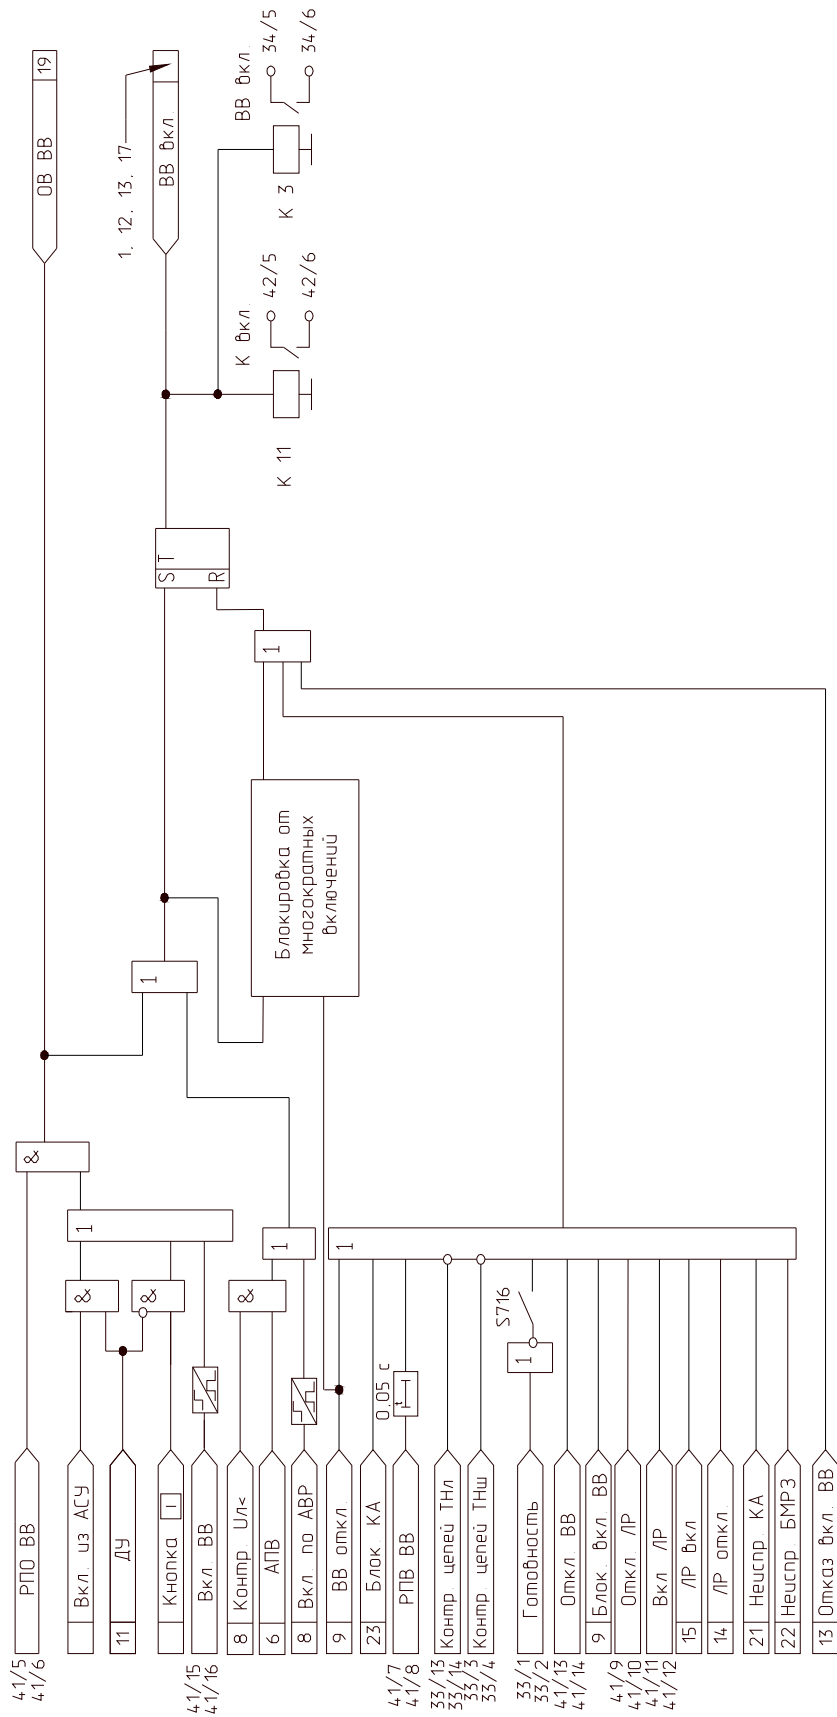 41/5
41/6
РПО ВВ
Вкл. из АСУ
11 ДУ
Кнопка I
41/15
41/16
Вкл. ВВ
8 Контр. Uл<
6 АПВ
8 Вкл. по АВР
9 ВВ откл.
23 Блок. КА
41/7
41/8
РПВ ВВ
0,05 с
t
33/13
33/14
Контр. цепей ТНл
33/3
33/4
Контр. цепей ТНш
33/1
33/2
Готовность
1
S716
41/13
41/14
Откл. ВВ
9 Блок. вкл. ВВ
41/9
41/10
Откл. ЛР
41/11
41/12
Вкл ЛР
15 ЛР вкл
14 ЛР откл.
21 Неиспр. КА
22 Неиспр. БМРЗ
13 Отказ вкл. ВВ
&
&
&
&
1
1
1
1
1
Блокировка от
многократных
включений
S T
R
К 11
К вкл.
42/5
42/6
К 3
ВВ вкл.
34/5
34/6
ОВ ВВ 19
1. 12. 13. 17
ВВ вкл.